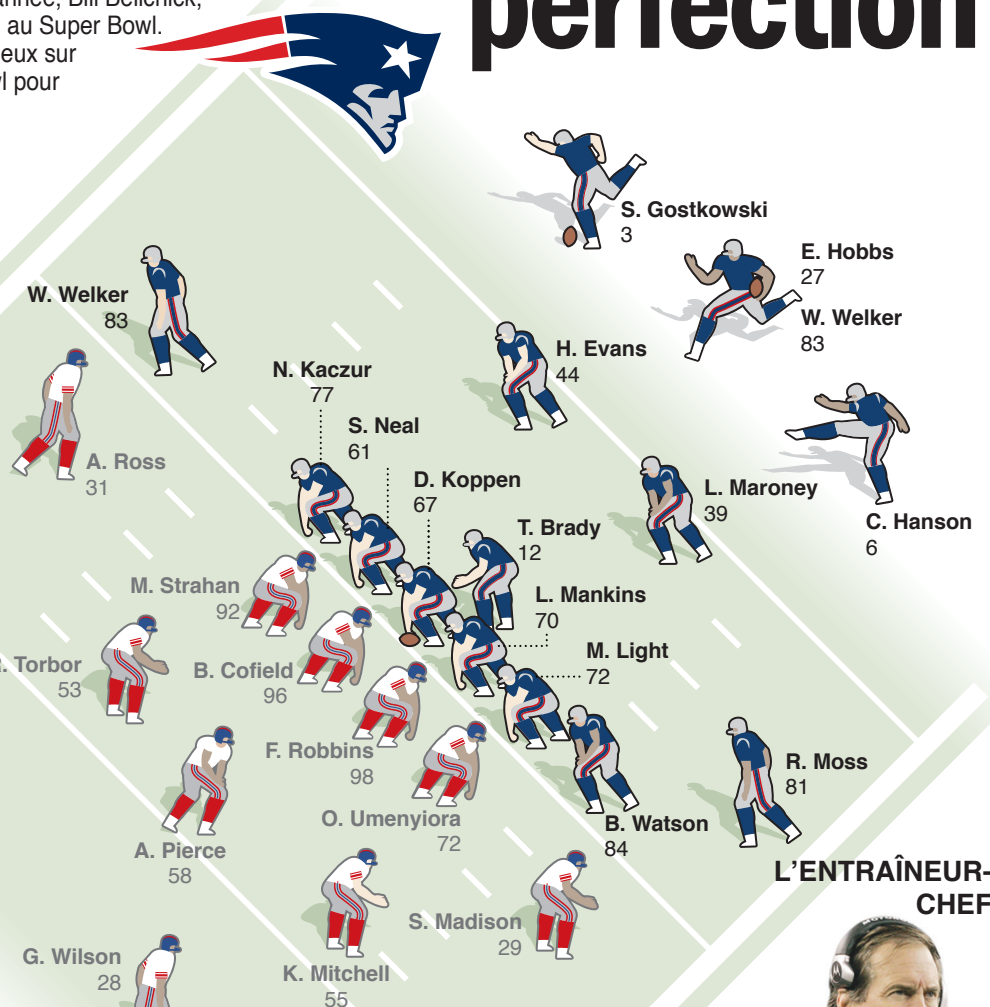 année, Bill Belichick,
au Super Bowl.
eux sur
pour
perfection
S. Gostkowski
3
E. Hobbs
27
W. Welker
83
W. Welker
83
H. Evans
44
N. Kaczur
77
S. Neal
61
A. Ross
31
D. Koppen
67
L. Maroney
39
C. Hanson
6
T. Brady
12
M. Strahan
92
L. Mankins
70
M. Light
72
Torbor
53
B. Cofield
96
F. Robbins
98
R. Moss
81
O. Umenyiora
72
B. Watson
84
A. Pierce
58
L'ENTRAÎNEUR-
CHEF
S. Madison
29
G. Wilson
28
K. Mitchell
55